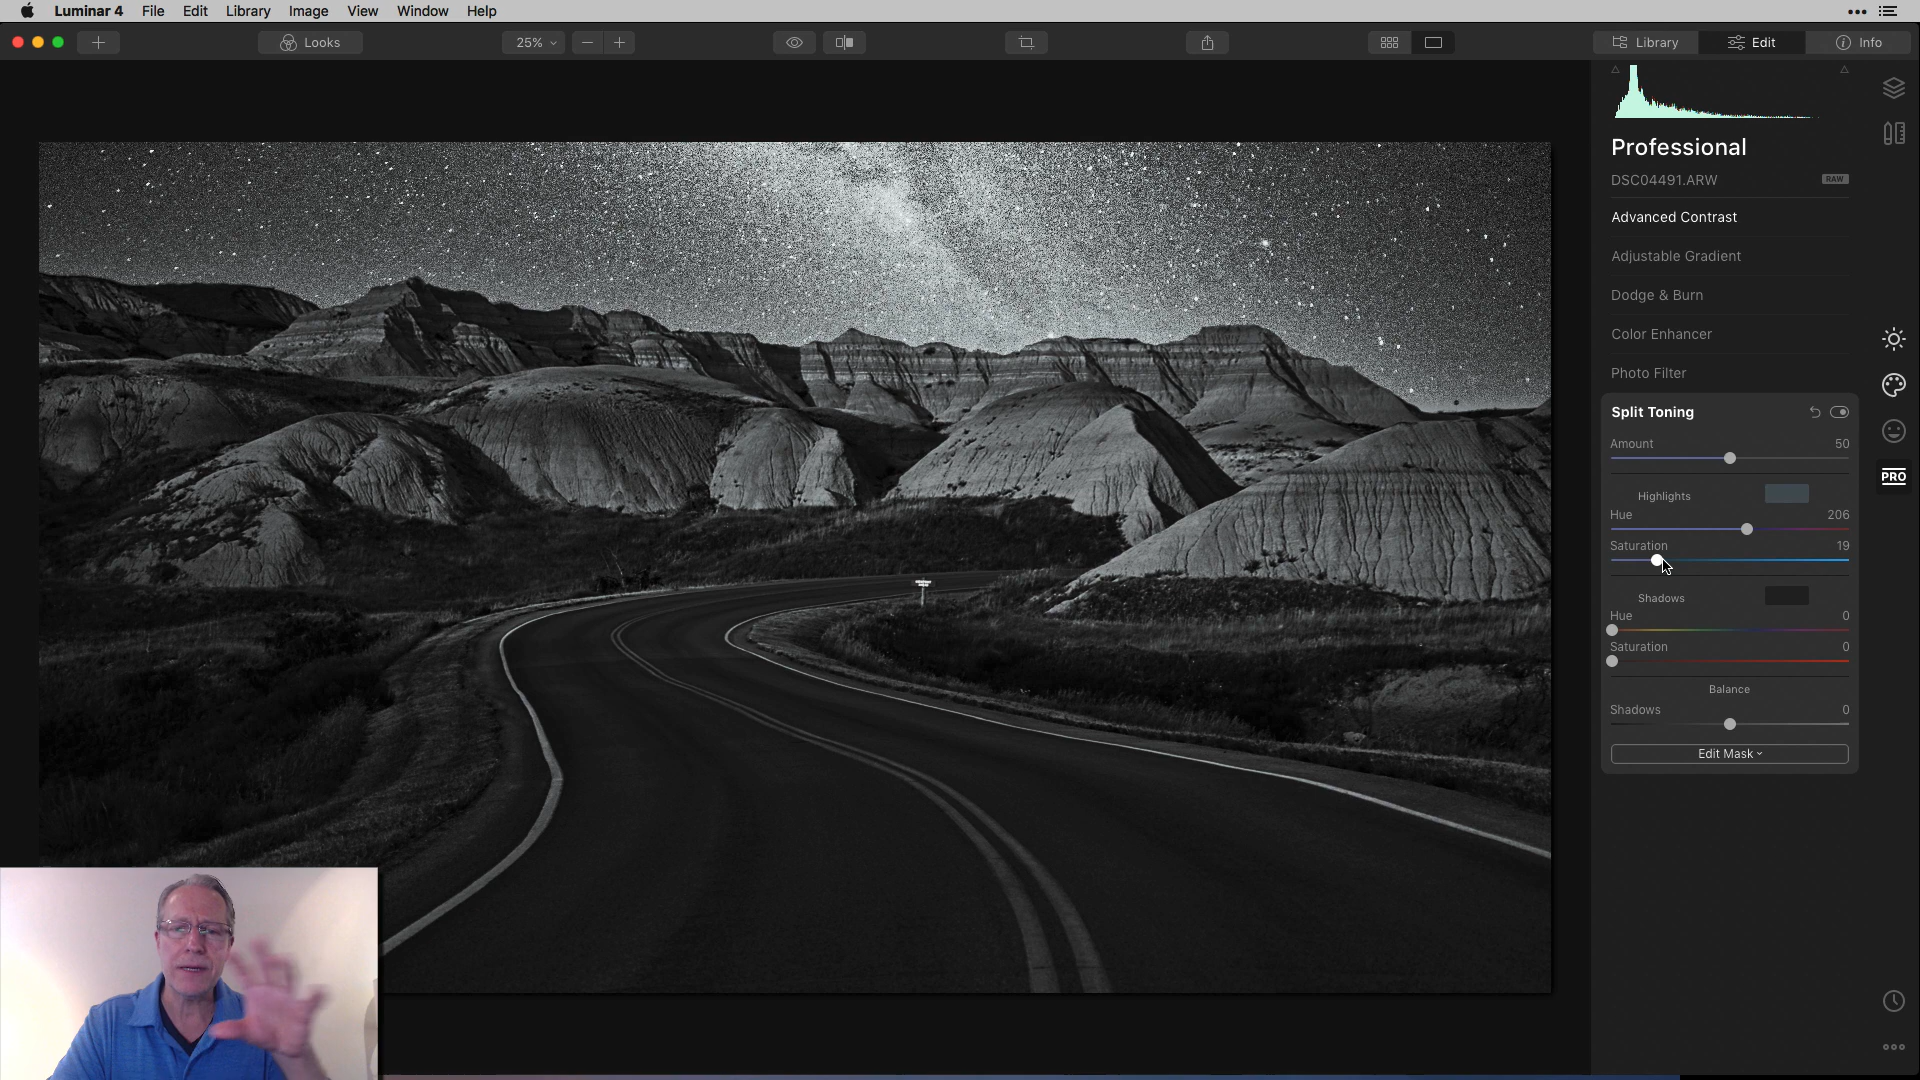 Luminar 4 File Edit Library Image View Window Help
Looks 25% Library Edit Info
Professional
DSC04491.ARW RAW
Advanced Contrast
Adjustable Gradient
Dodge & Burn
Color Enhancer
Photo Filter
Split Toning
Amount 50
Highlights
Hue 206
Saturation 19
Shadows
Hue 0
Saturation 0
Balance
Shadows 0
Edit Mask
PRO